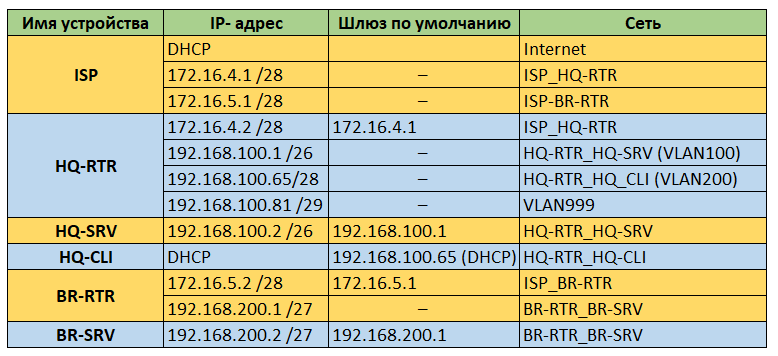 Имя устройства IP- адрес Шлюз по умолчанию Сеть
ISP DHCP Internet
172.16.4.1 /28 – ISP_HQ-RTR
172.16.5.1 /28 – ISP-BR-RTR
HQ-RTR 172.16.4.2 /28 172.16.4.1 ISP_HQ-RTR
192.168.100.1 /26 – HQ-RTR_HQ-SRV (VLAN100)
192.168.100.65/28 – HQ-RTR_HQ_CLI (VLAN200)
192.168.100.81 /29 – VLAN999
HQ-SRV 192.168.100.2 /26 192.168.100.1 HQ-RTR_HQ-SRV
HQ-CLI DHCP 192.168.100.65 (DHCP) HQ-RTR_HQ-CLI
BR-RTR 172.16.5.2 /28 172.16.5.1 ISP_BR-RTR
192.168.200.1 /27 – BR-RTR_BR-SRV
BR-SRV 192.168.200.2 /27 192.168.200.1 BR-RTR_BR-SRV